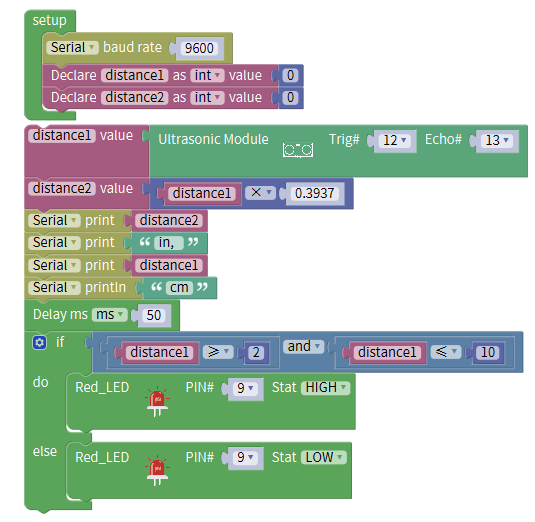 setup
Serial baud rate 9600
Declare distance1 as int value 0
Declare distance2 as int value 0
distance1 value Ultrasonic Module Trig# 12 Echo# 13
distance2 value distance1 × 0.3937
Serial print distance2
Serial print “ in, ”
Serial print distance1
Serial println “ cm ”
Delay ms ms 50
if distance1 ≥ 2 and distance1 ≤ 10
do Red_LED PIN# 9 Stat HIGH
else Red_LED PIN# 9 Stat LOW